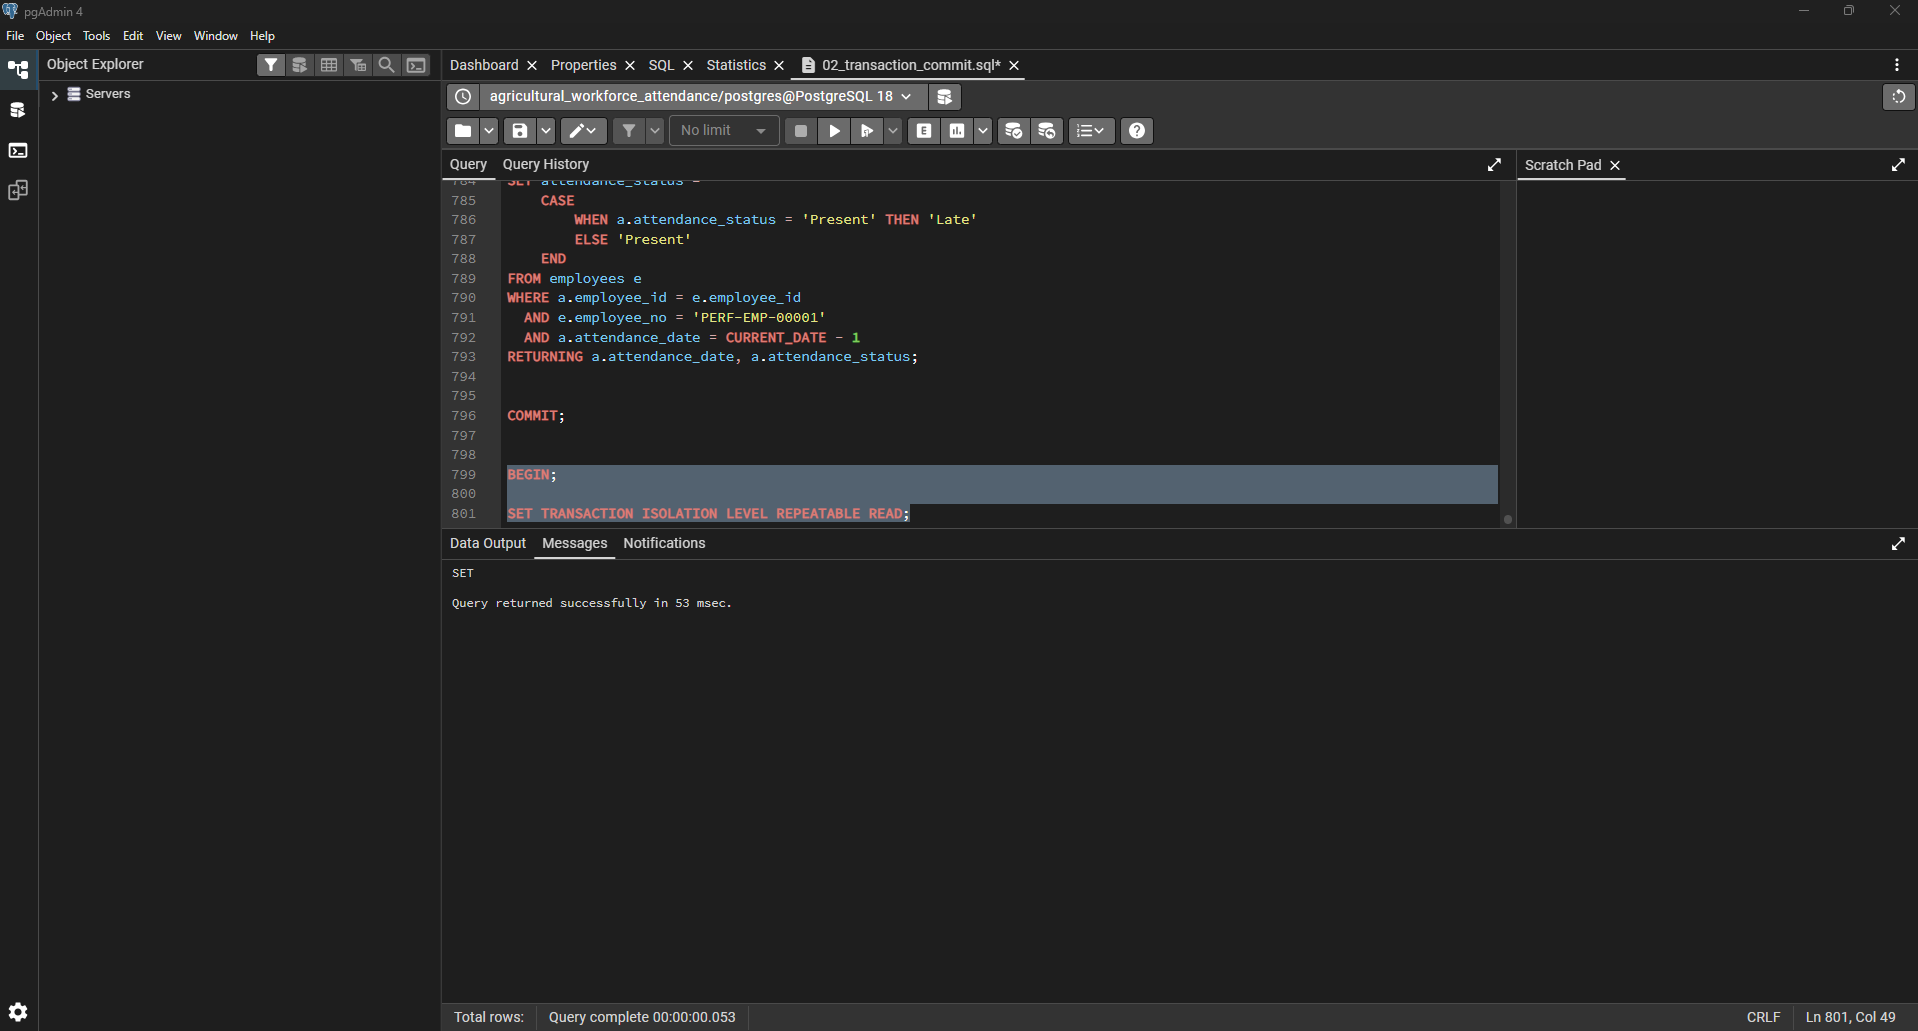 pgAdmin 4
File Object Tools Edit View Window Help
Object Explorer
Servers
Dashboard Properties SQL Statistics 02_transaction_commit.sql*
agricultural_workforce_attendance/postgres@PostgreSQL 18
No limit
E
Query Query History
Scratch Pad
784 SET attendance_status =
785 CASE
786 WHEN a.attendance_status = 'Present' THEN 'Late'
787 ELSE 'Present'
788 END
789 FROM employees e
790 WHERE a.employee_id = e.employee_id
791 AND e.employee_no = 'PERF-EMP-00001'
792 AND a.attendance_date = CURRENT_DATE - 1
793 RETURNING a.attendance_date, a.attendance_status;
794
795
796 COMMIT;
797
798
799 BEGIN;
800
801 SET TRANSACTION ISOLATION LEVEL REPEATABLE READ;
Data Output Messages Notifications
SET
Query returned successfully in 53 msec.
Total rows: Query complete 00:00:00.053 CRLF Ln 801, Col 49